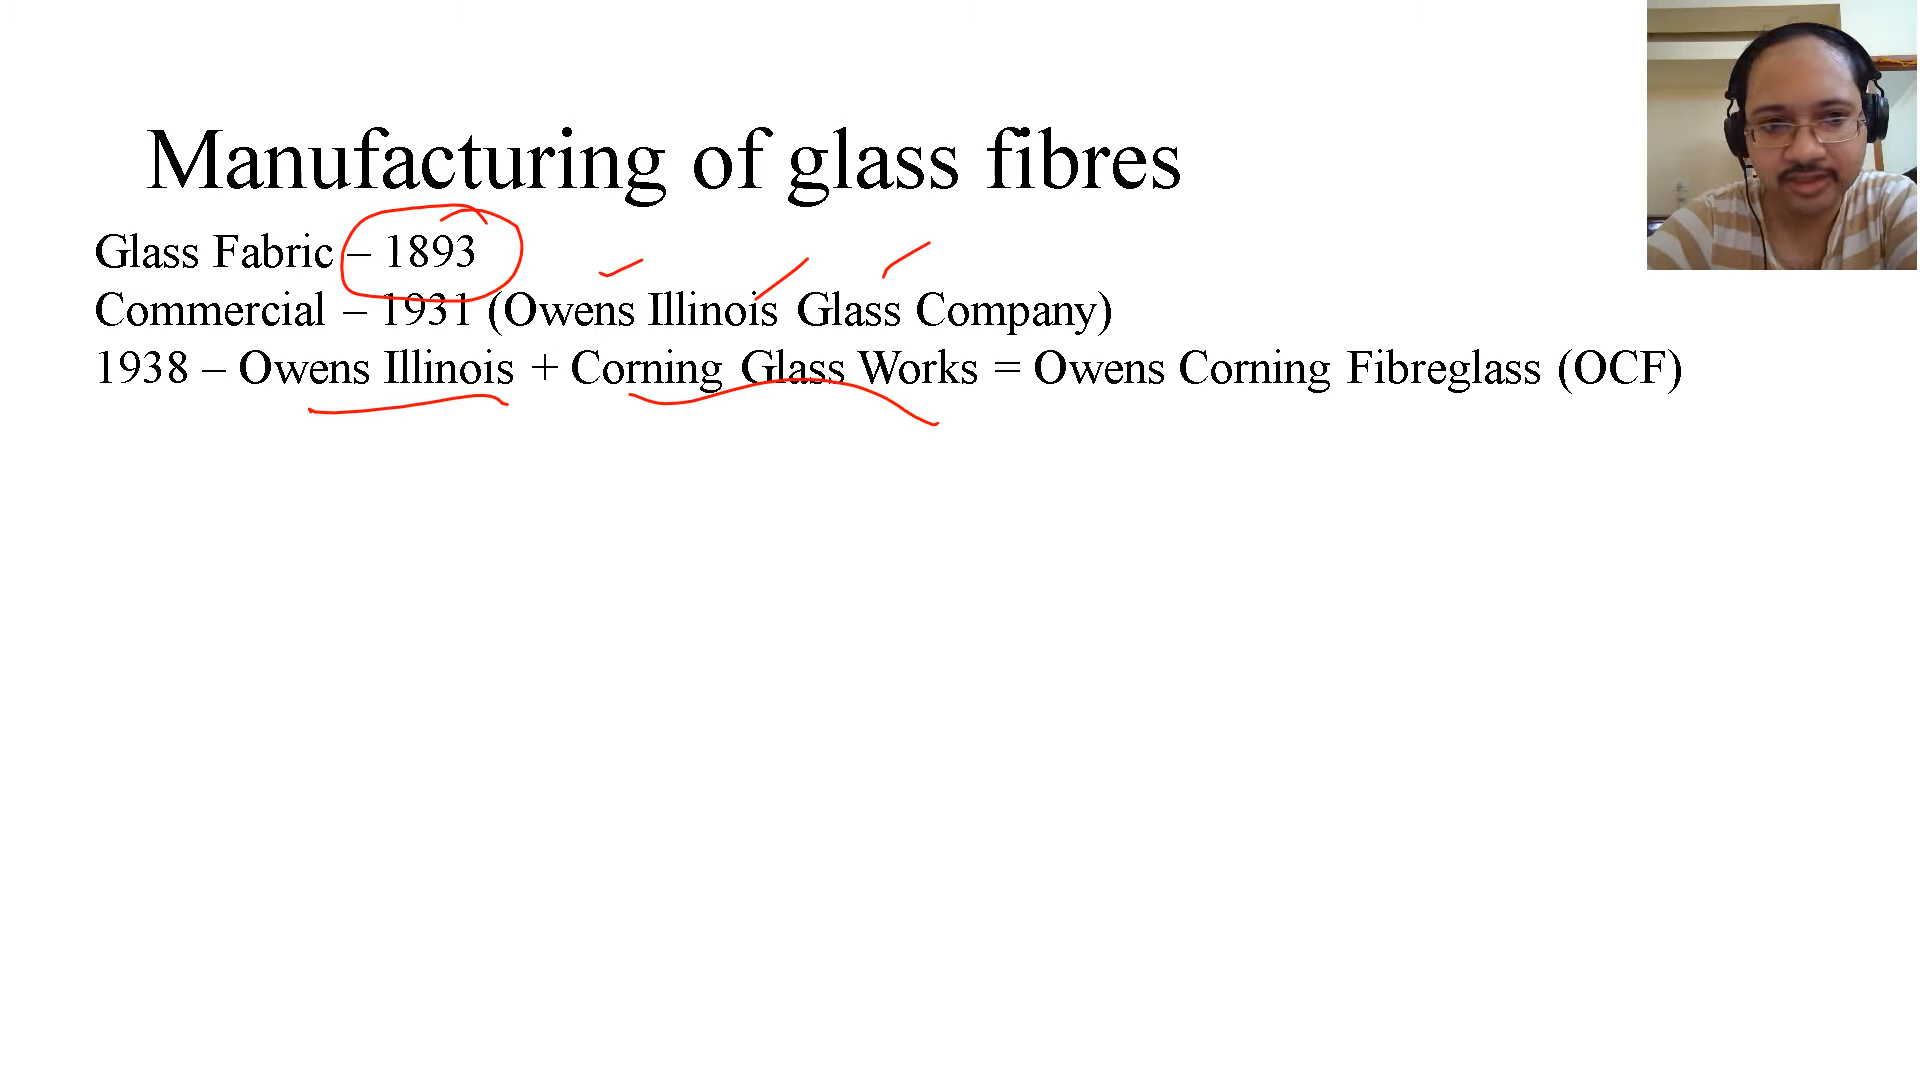 Manufacturing of glass fibres
Glass Fabric – 1893
Commercial – 1931 (Owens Illinois Glass Company)
1938 – Owens Illinois + Corning Glass Works = Owens Corning Fibreglass (OCF)